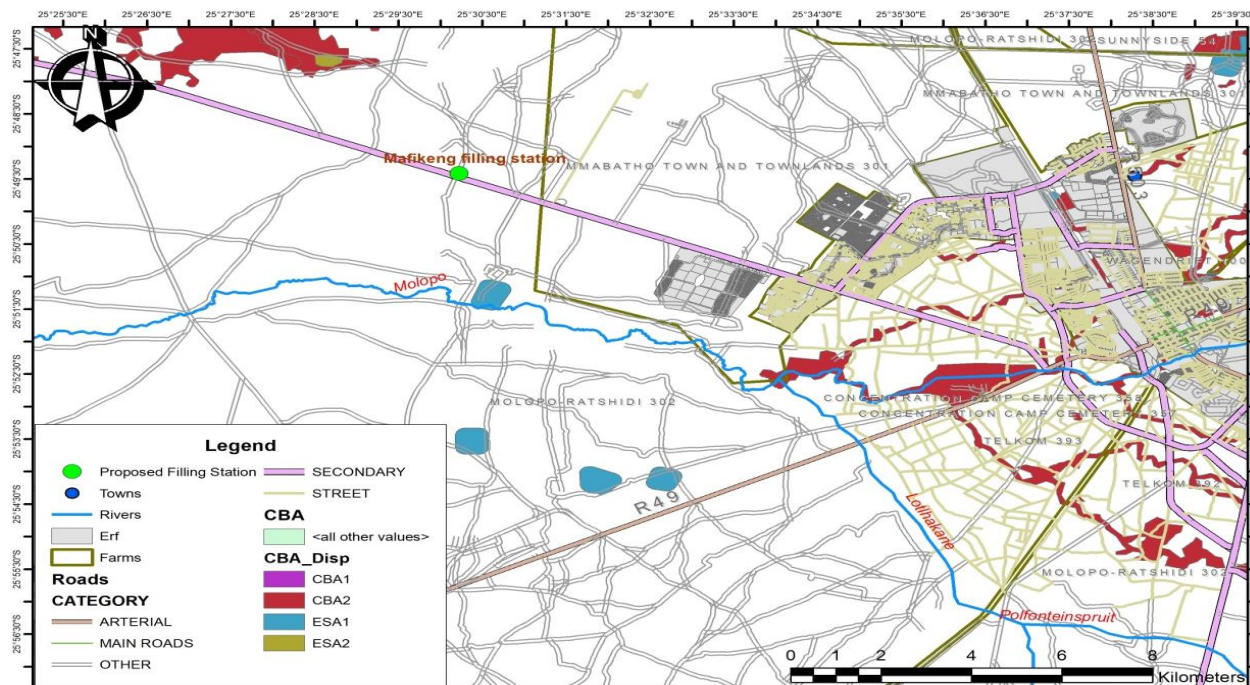 25°25'30"E 25°26'30"E 25°27'30"E 25°28'30"E 25°29'30"E 25°30'30"E 25°31'30"E 25°32'30"E 25°33'30"E 25°34'30"E 25°35'30"E 25°36'30"E 25°37'30"E 25°38'30"E 25°39'30"E
N
25°47'30"S
25°48'30"S
25°49'30"S
25°50'30"S
25°51'30"S
25°52'30"S
25°53'30"S
25°54'30"S
25°55'30"S
25°56'30"S
MOLOPO-RATSHIDI 302
SUNNYSIDE 54
MMABATHO TOWN AND TOWNLANDS 301
Mafikeng filling station
MMABATHO TOWN AND TOWNLANDS 301
Molopo
R49
MOLOPO-RATSHIDI 302
CONCENTRATION CAMP CEMETERY 358
CONCENTRATION CAMP CEMETERY 357
TELKOM 393
TELKOM 392
R49
Lotlhakane
MOLOPO-RATSHIDI 302
Polfonteinspruit
Legend
Proposed Filling Station
Towns
Rivers
Erf
Farms
Roads
CATEGORY
ARTERIAL
MAIN ROADS
OTHER
SECONDARY
STREET
CBA
<all other values>
CBA_Disp
CBA1
CBA2
ESA1
ESA2
0 1 2 4 6 8
Kilometers